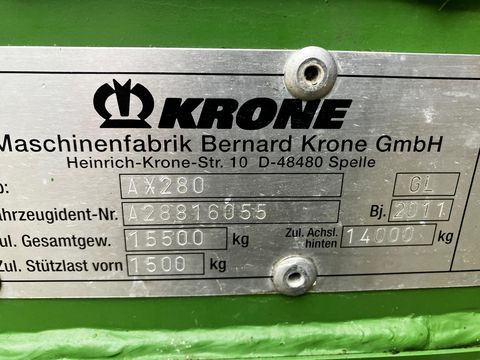 KRONE
Maschinenfabrik Bernard Krone GmbH
Heinrich-Krone-Str. 10 D-48480 Spelle
p: AX280 GL
ahrzeugident-Nr. A28816055 Bj. 2011
ul. Gesamtgew. 15500 kg Zul. Achsl. hinten 14000 kg
Zul. Stützlast vorn 1500 kg